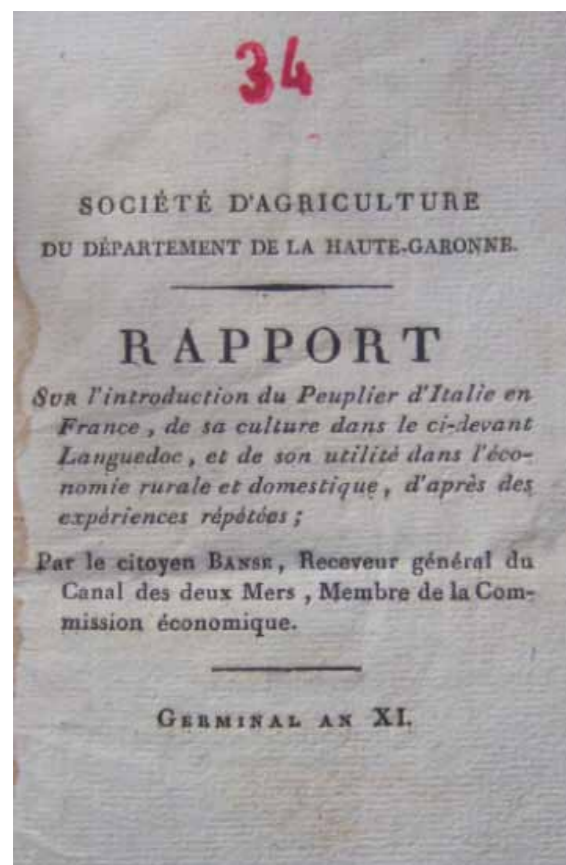 34
SOCIÉTÉ D'AGRICULTURE
DU DÉPARTEMENT DE LA HAUTE-GARONNE.
RAPPORT
SUR l'introduction du Peuplier d'Italie en
France, de sa culture dans le ci-devant
Languedoc, et de son utilité dans l'éco-
nomie rurale et domestique, d'après des
expériences répétées;
Par le citoyen BANSE, Receveur général du
Canal des deux Mers, Membre de la Com-
mission économique.
GERMINAL AN XI.